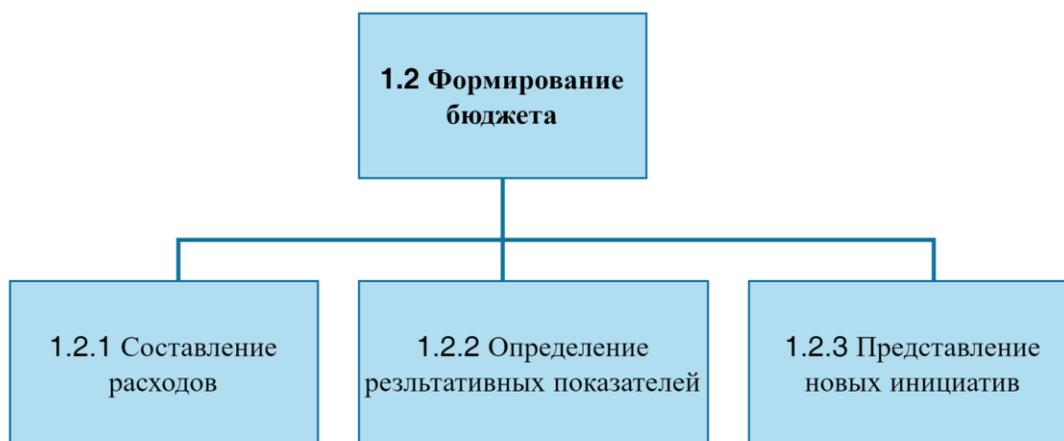 1.2 Формирование
бюджета
1.2.1 Составление
расходов
1.2.2 Определение
резльтативных показателей
1.2.3 Представление
новых инициатив